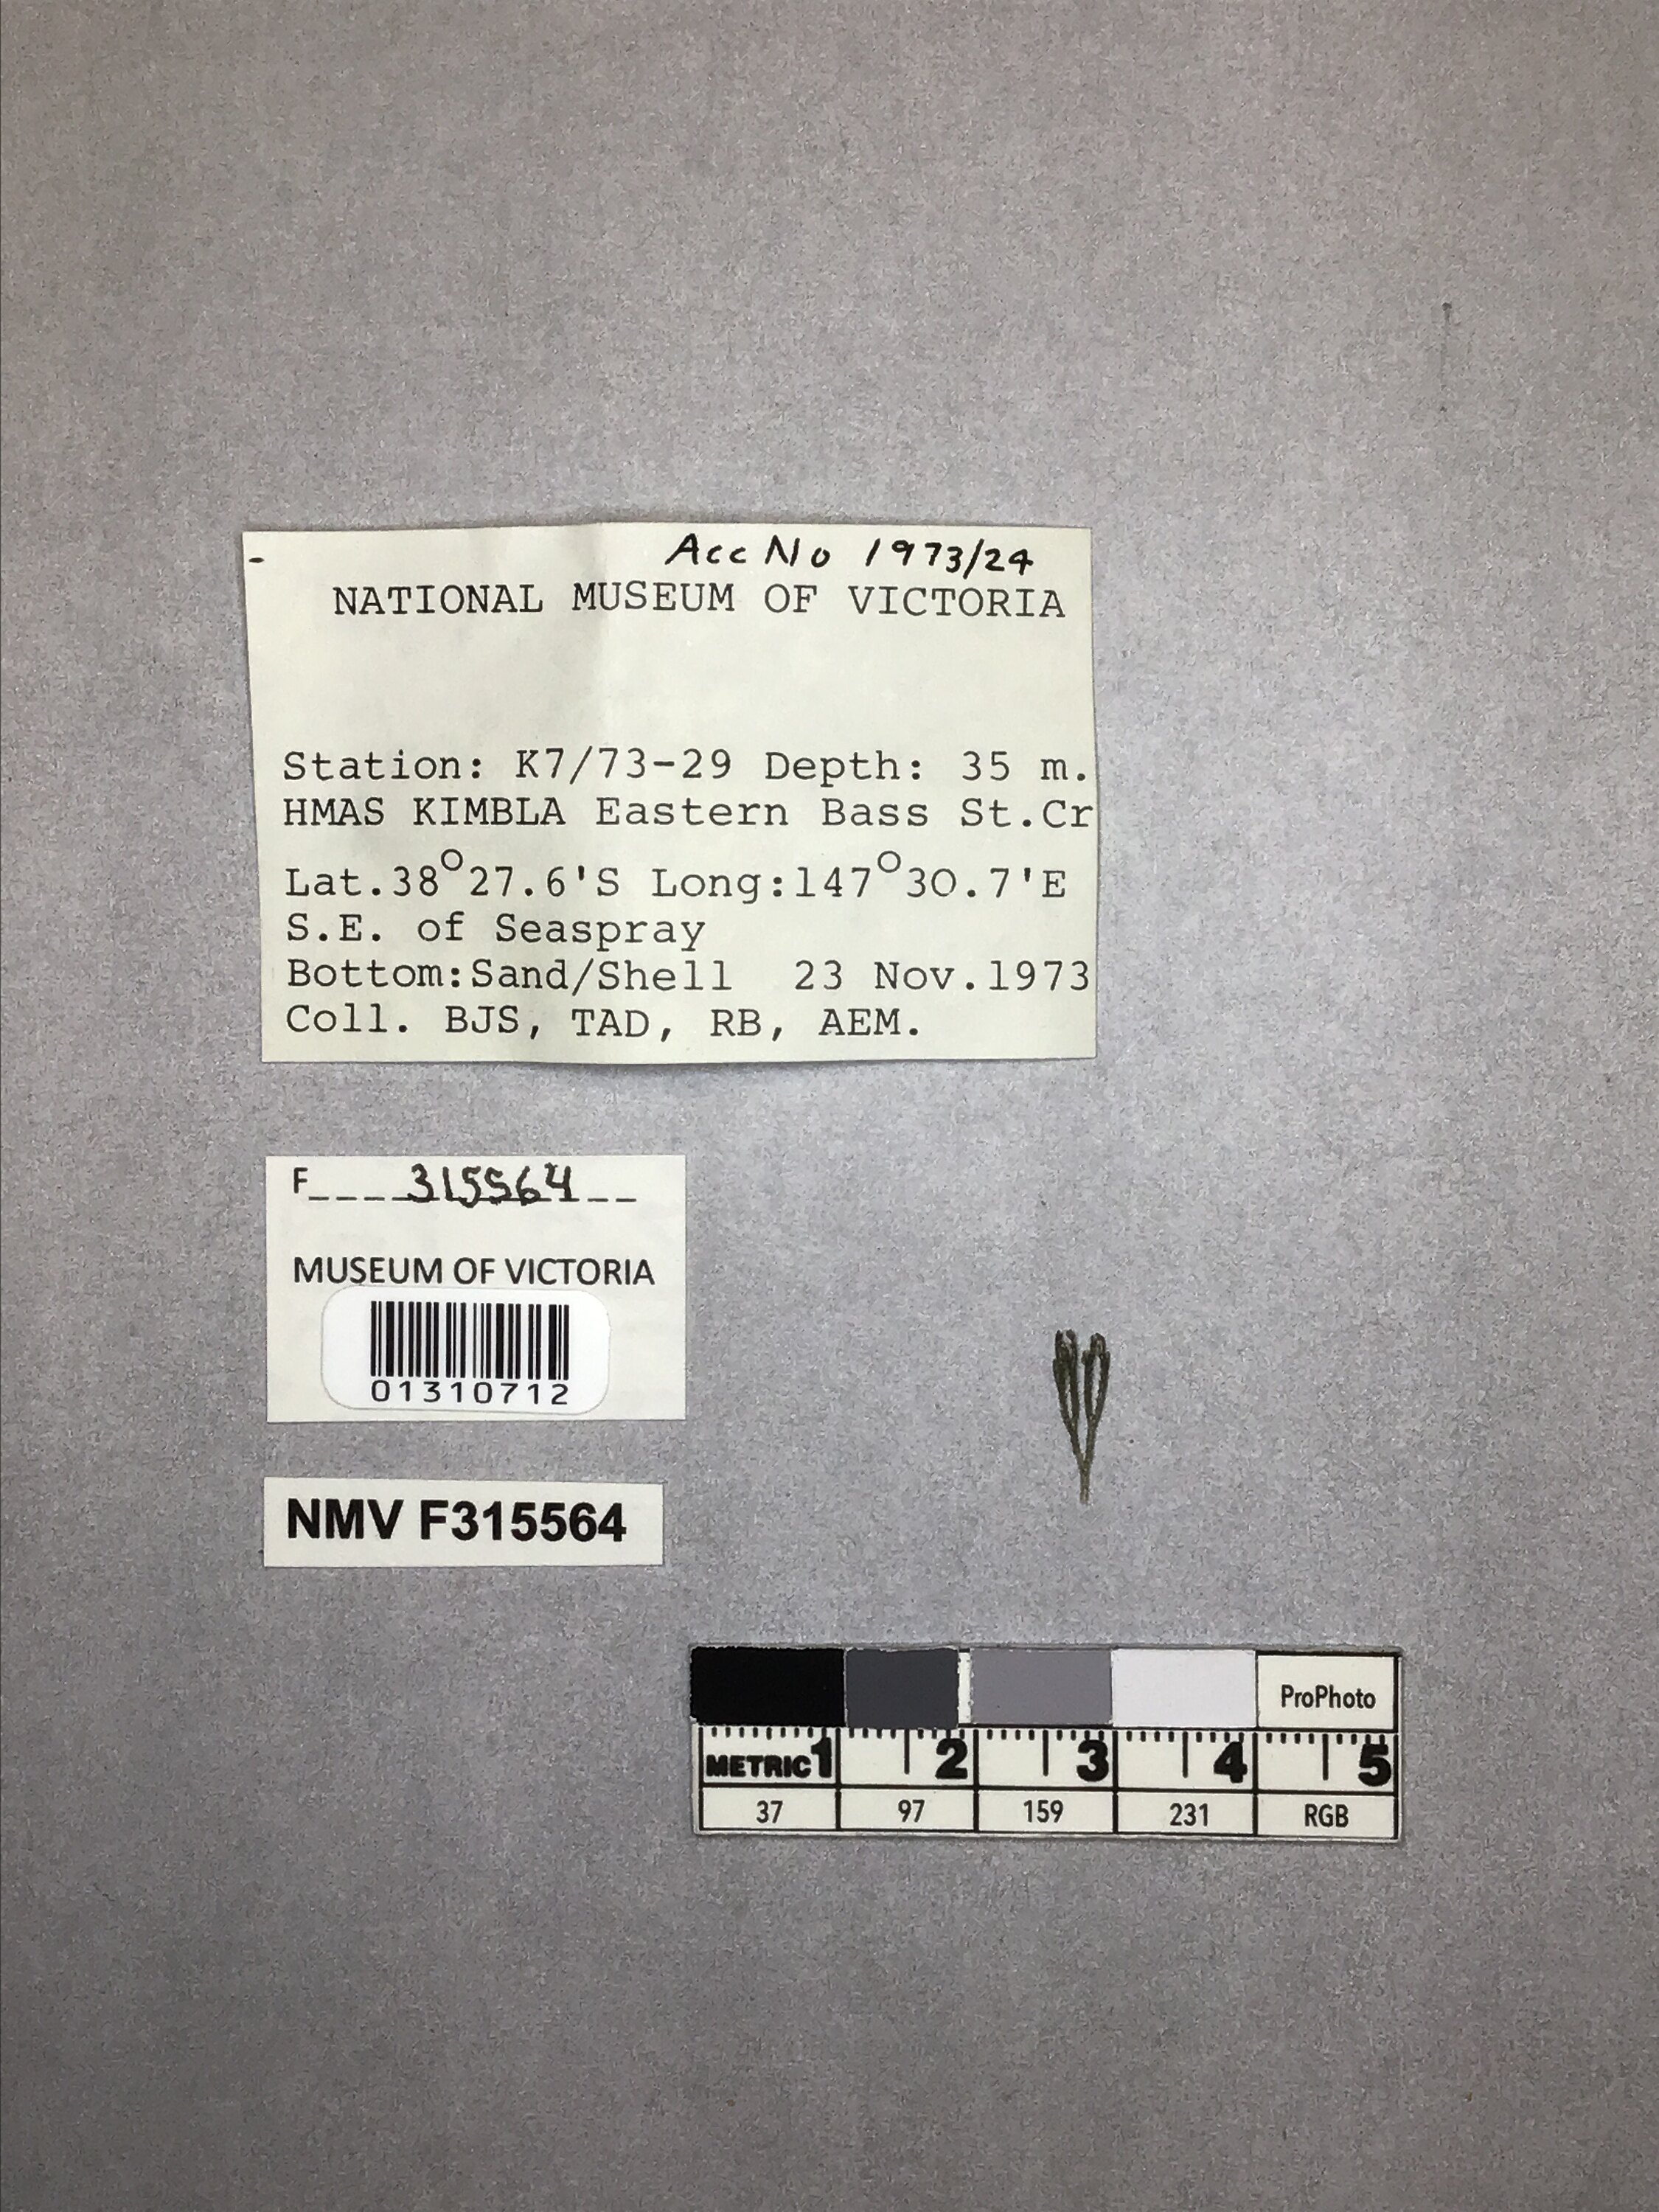 Acc No 1973/24
NATIONAL MUSEUM OF VICTORIA
Station: K7/73-29 Depth: 35 m.
HMAS KIMBLA Eastern Bass St.Cr
Lat.38°27.6'S Long:147°30.7'E
S.E. of Seaspray
Bottom:Sand/Shell 23 Nov.1973
Coll. BJS, TAD, RB, AEM.
F____315564__
MUSEUM OF VICTORIA
01310712
NMV F315564
ProPhoto
METRIC 1 2 3 4 5
37 97 159 231 RGB